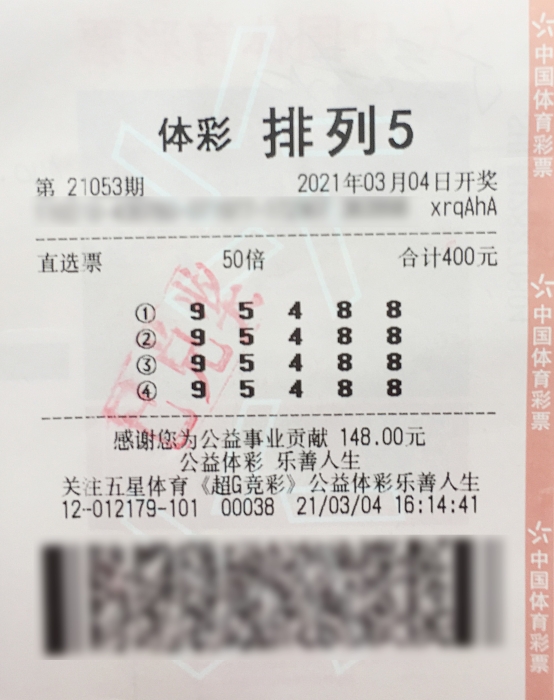 体彩 排列5
第 21053期 2021年03月04日开奖
xrqAhA
直选票 50倍 合计400元
① 9 5 4 8 8
② 9 5 4 8 8
③ 9 5 4 8 8
④ 9 5 4 8 8
已兑奖
感谢您为公益事业贡献 148.00元
公益体彩 乐善人生
关注五星体育《超G竞彩》公益体彩乐善人生
12-012179-101 00038 21/03/04 16:14:41
中国体育彩票
中国体育彩票
中国体育彩票